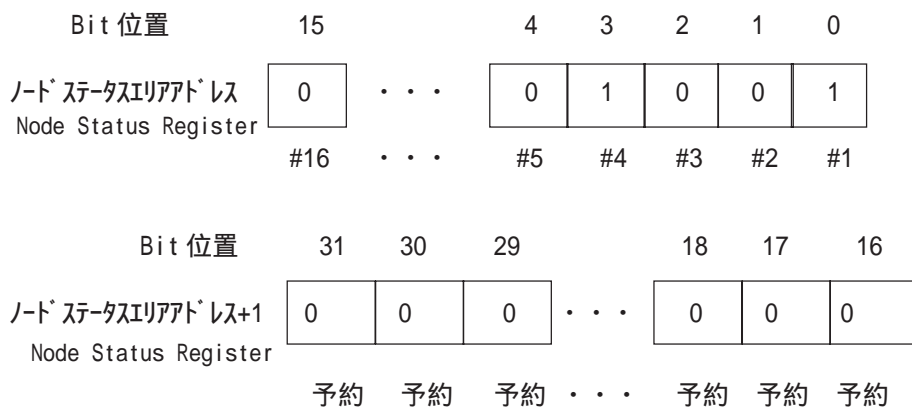 Bit 位置 15 4 3 2 1 0
ノードステータスエリアアドレス 0 ・・・ 0 1 0 0 1
Node Status Register
#16 ・・・ #5 #4 #3 #2 #1
Bit 位置 31 30 29 18 17 16
ノードステータスエリアアドレス+1 0 0 0 ・・・ 0 0 0
Node Status Register
予約 予約 予約 ・・・ 予約 予約 予約